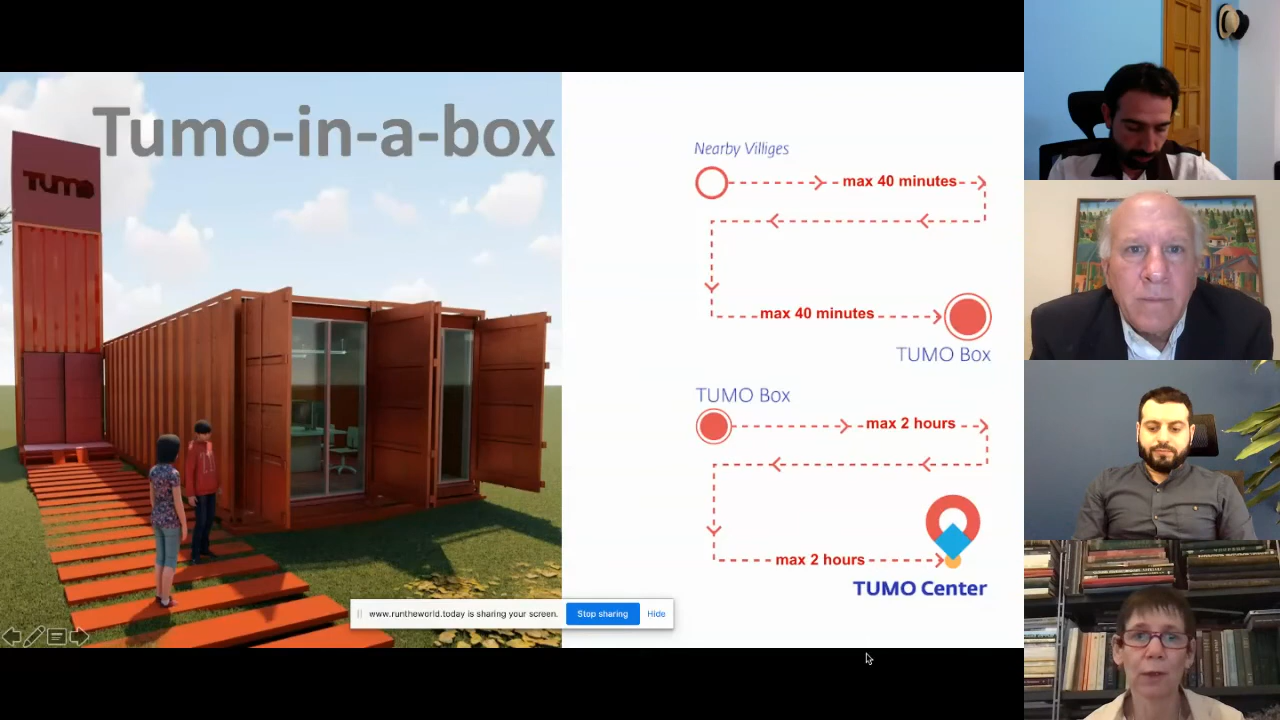 Tumo-in-a-box
TUMO
Nearby Villiges
max 40 minutes
max 40 minutes
TUMO Box
TUMO Box
max 2 hours
max 2 hours
TUMO Center
www.runtheworld.today is sharing your screen.
Stop sharing
Hide